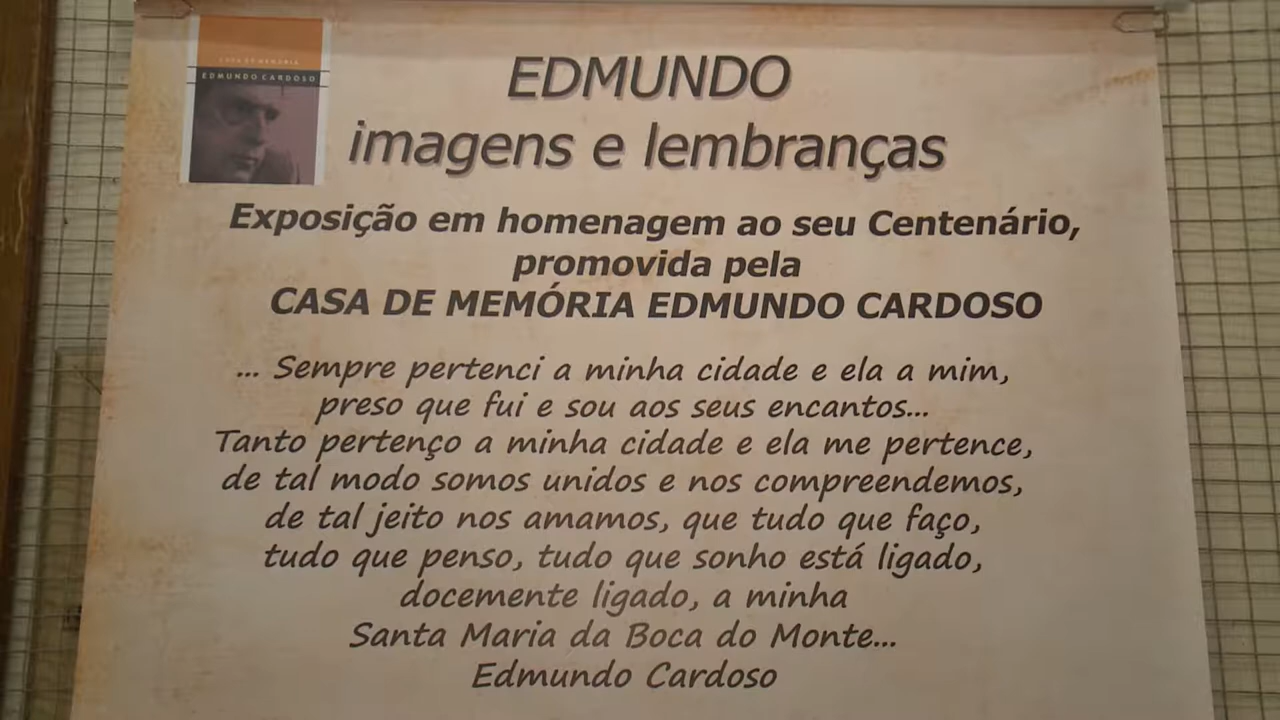 CASA DE MEMÓRIA
EDMUNDO CARDOSO
EDMUNDO
imagens e lembranças
Exposição em homenagem ao seu Centenário,
promovida pela
CASA DE MEMÓRIA EDMUNDO CARDOSO
... Sempre pertenci a minha cidade e ela a mim,
preso que fui e sou aos seus encantos...
Tanto pertenço a minha cidade e ela me pertence,
de tal modo somos unidos e nos compreendemos,
de tal jeito nos amamos, que tudo que faço,
tudo que penso, tudo que sonho está ligado,
docemente ligado, a minha
Santa Maria da Boca do Monte...
Edmundo Cardoso